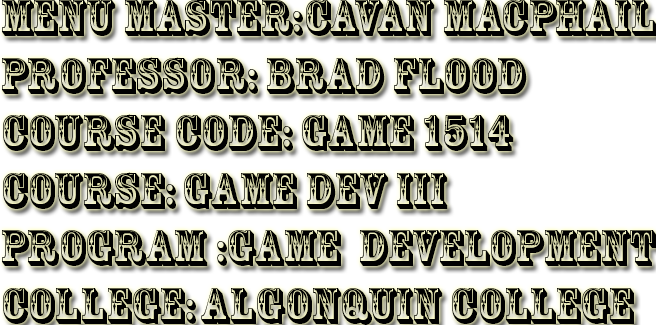 MENU MASTER:CAVAN MACPHAIL
PROFESSOR: BRAD FLOOD
COURSE CODE: GAME 1514
COURSE: GAME DEV III
PROGRAM :GAME DEVELOPMENT
COLLEGE: ALGONQUIN COLLEGE